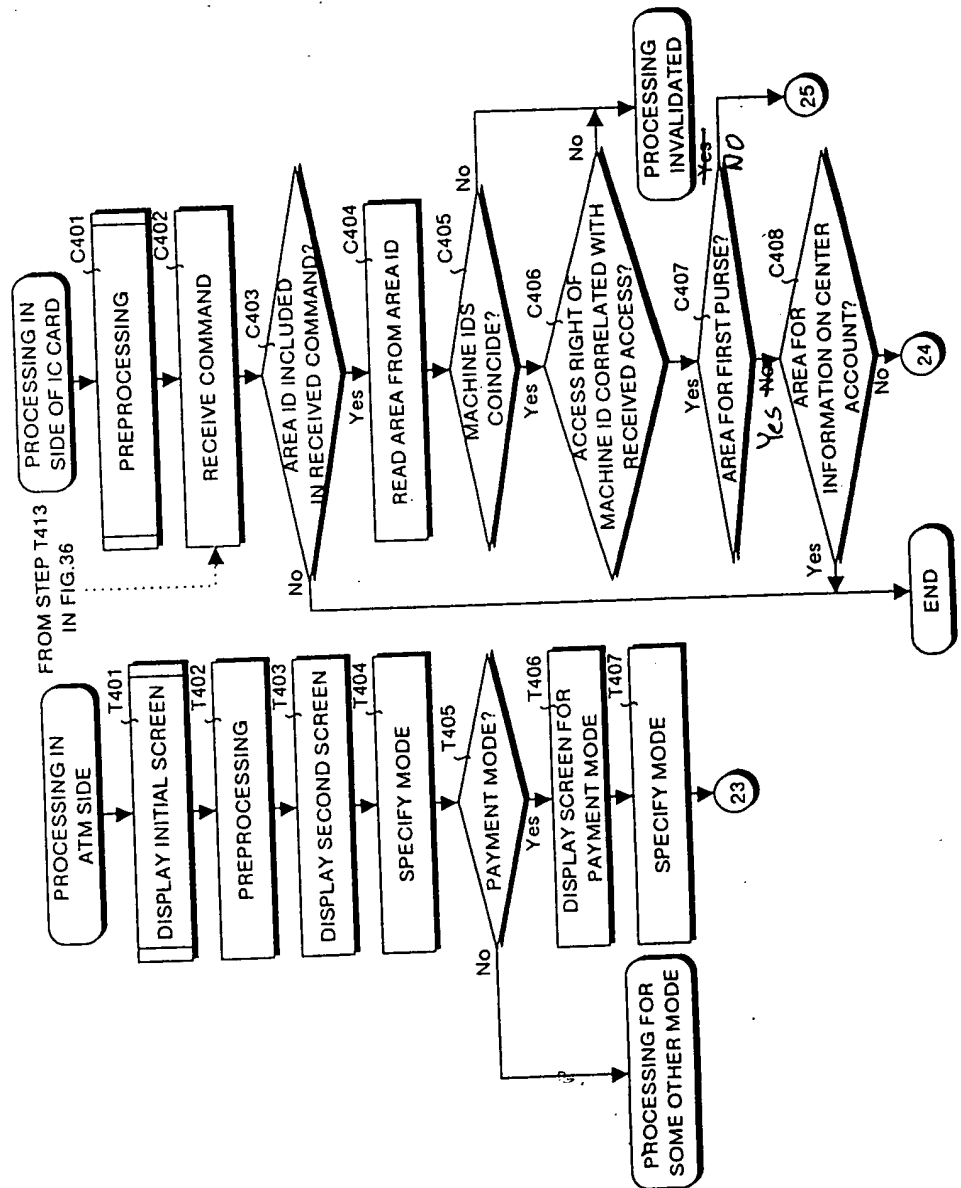 PROCESSING IN
ATM SIDE
T401
DISPLAY INITIAL SCREEN
T402
PREPROCESSING
T403
DISPLAY SECOND SCREEN
T404
SPECIFY MODE
T405
PAYMENT MODE?
No
Yes
PROCESSING FOR
SOME OTHER MODE
T406
DISPLAY SCREEN FOR
PAYMENT MODE
T407
SPECIFY MODE
23
FROM STEP T413
IN FIG.36
PROCESSING IN
SIDE OF IC CARD
C401
PREPROCESSING
C402
RECEIVE COMMAND
C403
AREA ID INCLUDED
IN RECEIVED COMMAND?
No
Yes
C404
READ AREA FROM AREA ID
C405
MACHINE IDS
COINCIDE?
No
Yes
C406
ACCESS RIGHT OF
MACHINE ID CORRELATED WITH
RECEIVED ACCESS?
No
Yes
PROCESSING
INVALIDATED
C407
AREA FOR FIRST PURSE?
Yes
NO
Yes No
25
C408
AREA FOR
INFORMATION ON CENTER
ACCOUNT?
Yes
No
24
END